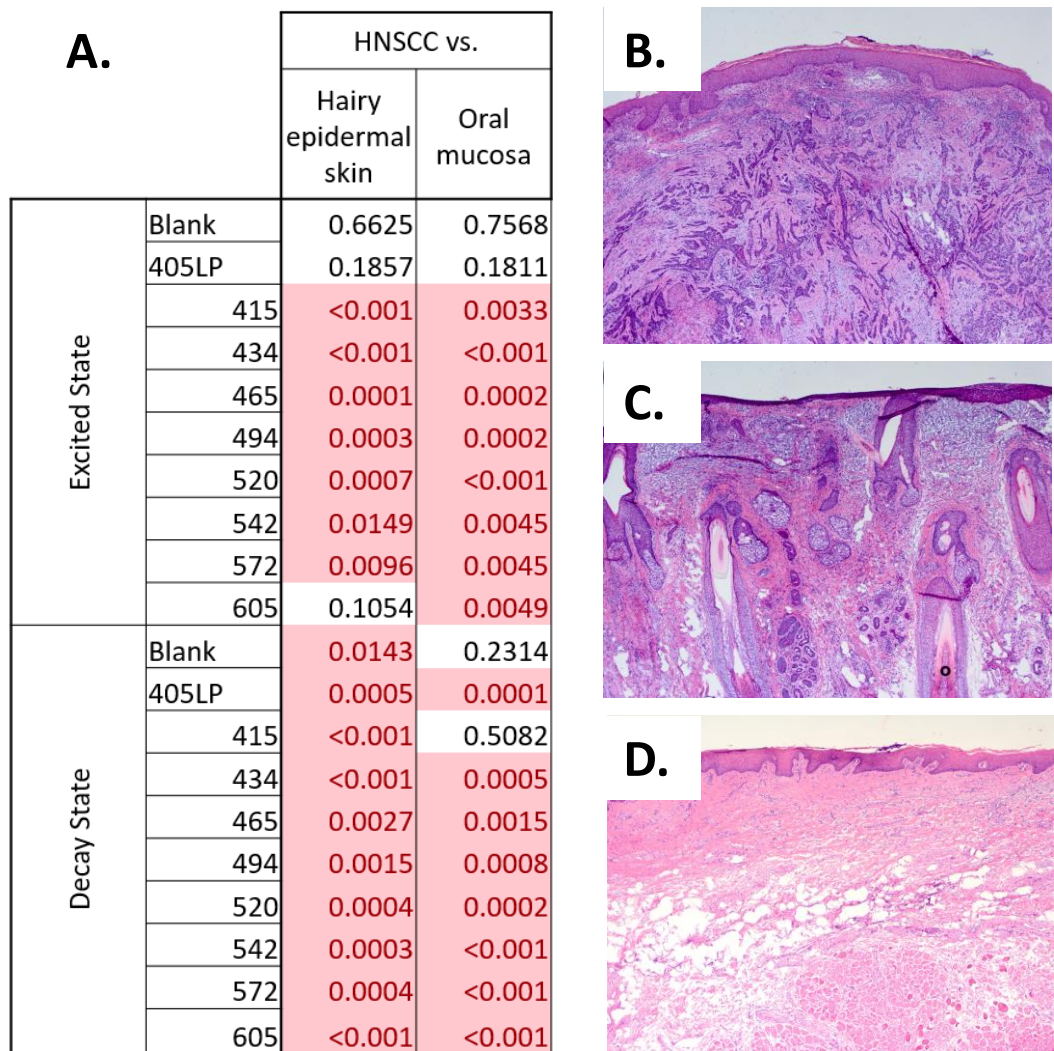 A.
HNSCC vs.
Hairy epidermal skin
Oral mucosa
Excited State
Blank 0.6625 0.7568
405LP 0.1857 0.1811
415 <0.001 0.0033
434 <0.001 <0.001
465 0.0001 0.0002
494 0.0003 0.0002
520 0.0007 <0.001
542 0.0149 0.0045
572 0.0096 0.0045
605 0.1054 0.0049
Decay State
Blank 0.0143 0.2314
405LP 0.0005 0.0001
415 <0.001 0.5082
434 <0.001 0.0005
465 0.0027 0.0015
494 0.0015 0.0008
520 0.0004 0.0002
542 0.0003 <0.001
572 0.0004 <0.001
605 <0.001 <0.001
B.
C.
D.